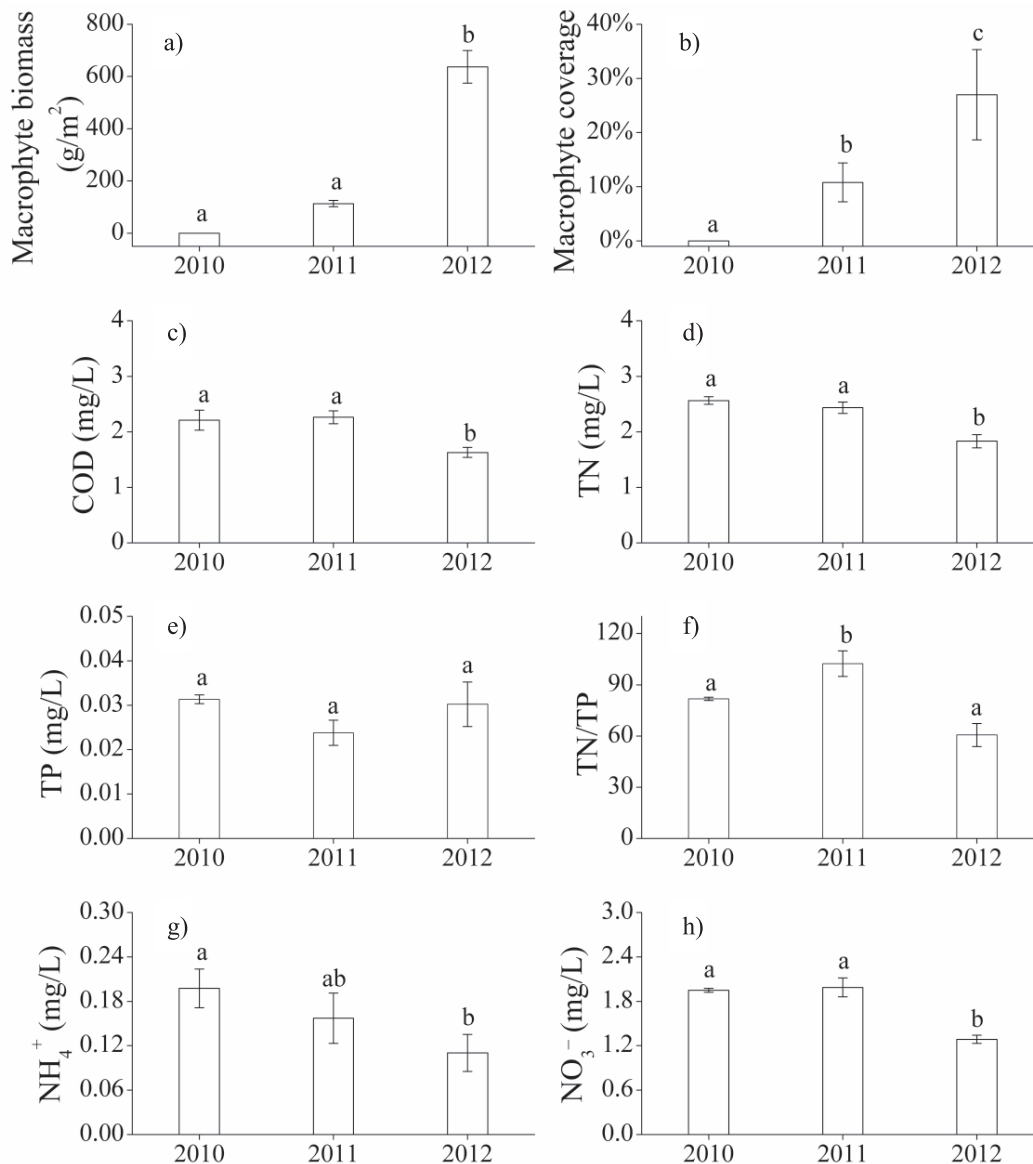 Macrophyte biomass
(g/m²)
800
600
400
200
0
a)
a
a
b
2010 2011 2012
Macrophyte coverage
40%
30%
20%
10%
0%
b)
a
b
c
2010 2011 2012
COD (mg/L)
4
3
2
1
0
c)
a
a
b
2010 2011 2012
TN (mg/L)
4
3
2
1
0
d)
a
a
b
2010 2011 2012
TP (mg/L)
0.05
0.04
0.03
0.02
0.01
0.00
e)
a
a
a
2010 2011 2012
TN/TP
120
90
60
30
0
f)
a
b
a
2010 2011 2012
NH₄⁺ (mg/L)
0.30
0.24
0.18
0.12
0.06
0.00
g)
a
ab
b
2010 2011 2012
NO₃⁻ (mg/L)
3.0
2.4
1.8
1.2
0.6
0.0
h)
a
a
b
2010 2011 2012